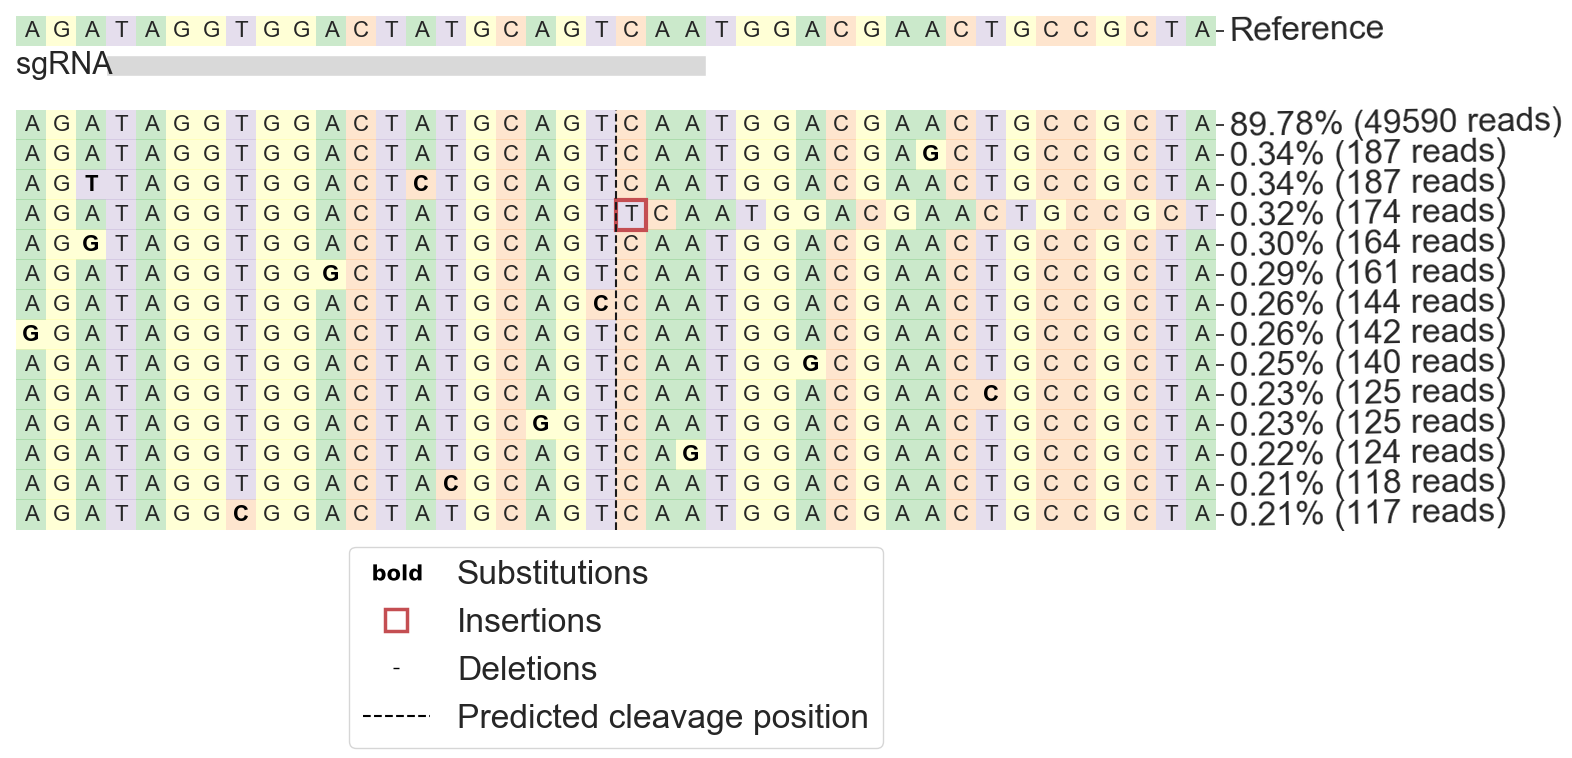 A G A T A G G T G G A C T A T G C A G T C A A T G G A C G A A C T G C C G C T A Reference
sgRNA
A G A T A G G T G G A C T A T G C A G T C A A T G G A C G A A C T G C C G C T A 89.78% (49590 reads)
A G A T A G G T G G A C T A T G C A G T C A A T G G A C G A G C T G C C G C T A 0.34% (187 reads)
A G T T A G G T G G A C T C T G C A G T C A A T G G A C G A A C T G C C G C T A 0.34% (187 reads)
A G A T A G G T G G A C T A T G C A G T T C A A T G G A C G A A C T G C C G C T 0.32% (174 reads)
A G G T A G G T G G A C T A T G C A G T C A A T G G A C G A A C T G C C G C T A 0.30% (164 reads)
A G A T A G G T G G G C T A T G C A G T C A A T G G A C G A A C T G C C G C T A 0.29% (161 reads)
A G A T A G G T G G A C T A T G C A G C C A A T G G A C G A A C T G C C G C T A 0.26% (144 reads)
G G A T A G G T G G A C T A T G C A G T C A A T G G A C G A A C T G C C G C T A 0.26% (142 reads)
A G A T A G G T G G A C T A T G C A G T C A A T G G G C G A A C T G C C G C T A 0.25% (140 reads)
A G A T A G G T G G A C T A T G C A G T C A A T G G A C G A A C C G C C G C T A 0.23% (125 reads)
A G A T A G G T G G A C T A T G C G G T C A A T G G A C G A A C T G C C G C T A 0.23% (125 reads)
A G A T A G G T G G A C T A T G C A G T C A G T G G A C G A A C T G C C G C T A 0.22% (124 reads)
A G A T A G G T G G A C T A C G C A G T C A A T G G A C G A A C T G C C G C T A 0.21% (118 reads)
A G A T A G G C G G A C T A T G C A G T C A A T G G A C G A A C T G C C G C T A 0.21% (117 reads)
bold Substitutions
Insertions
- Deletions
Predicted cleavage position